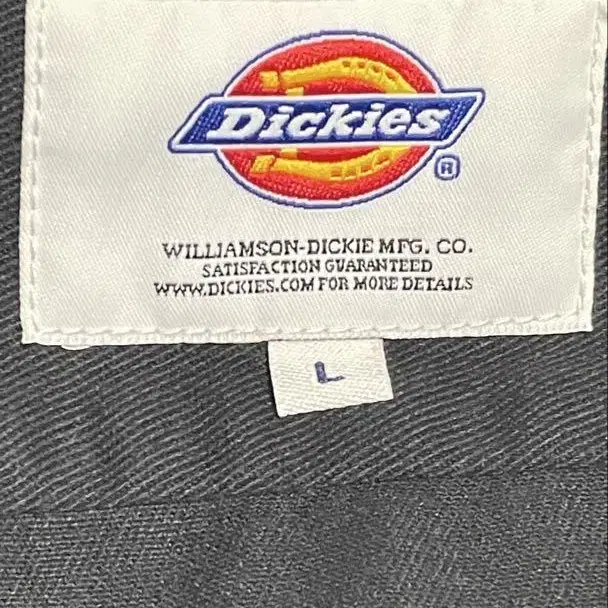 Dickies
®
WILLIAMSON-DICKIE MFG. CO.
SATISFACTION GUARANTEED
WWW.DICKIES.COM FOR MORE DETAILS
L